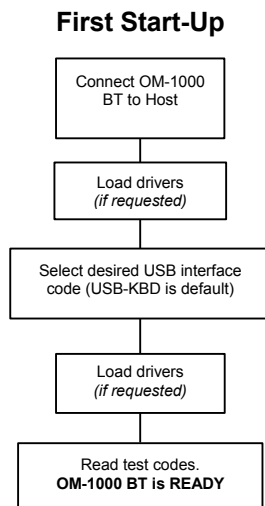 First Start-Up
Connect OM-1000
BT to Host
Load drivers
(if requested)
Select desired USB interface
code (USB-KBD is default)
Load drivers
(if requested)
Read test codes.
OM-1000 BT is READY